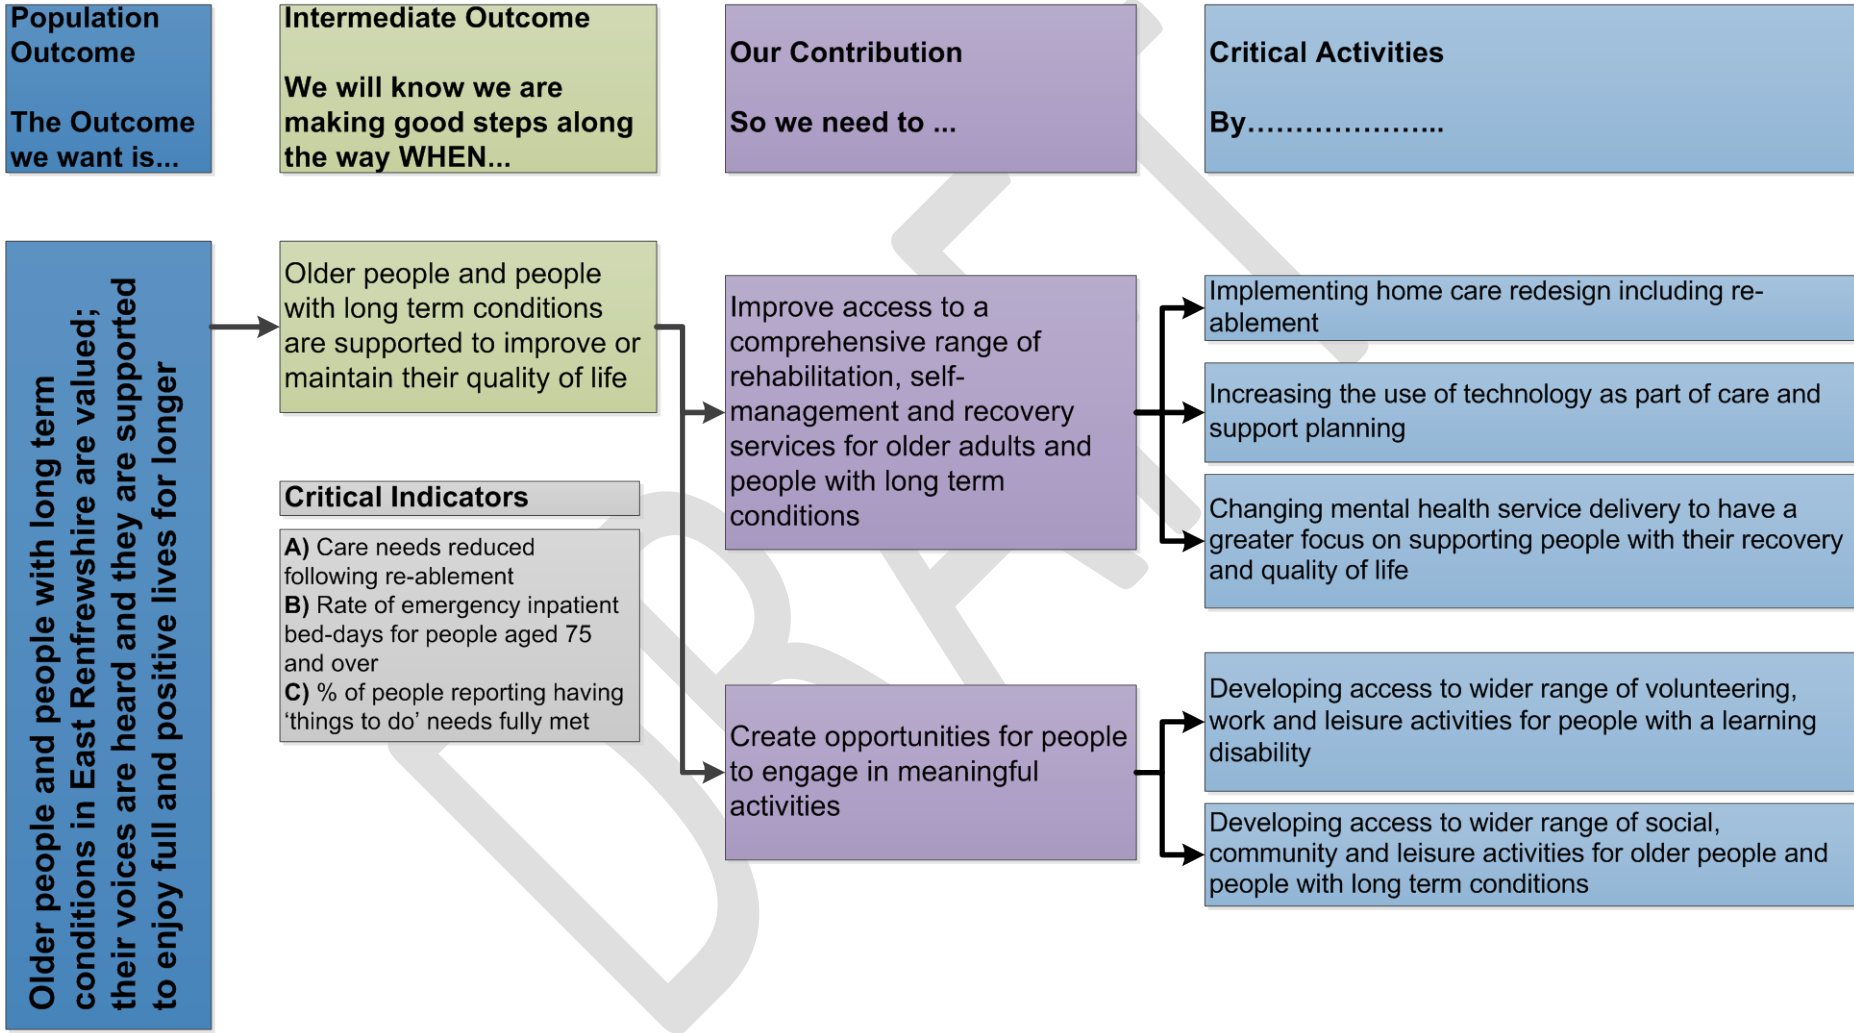 Population
Outcome
The Outcome
we want is...
Intermediate Outcome
We will know we are
making good steps along
the way WHEN...
Our Contribution
So we need to ...
Critical Activities
By…………………...
Older people and people with long term
conditions in East Renfrewshire are valued;
their voices are heard and they are supported
to enjoy full and positive lives for longer
Older people and people
with long term conditions
are supported to improve or
maintain their quality of life
Critical Indicators
A) Care needs reduced
following re-ablement
B) Rate of emergency inpatient
bed-days for people aged 75
and over
C) % of people reporting having
‘things to do’ needs fully met
Improve access to a
comprehensive range of
rehabilitation, self-
management and recovery
services for older adults and
people with long term
conditions
Create opportunities for people
to engage in meaningful
activities
Implementing home care redesign including re-
ablement
Increasing the use of technology as part of care and
support planning
Changing mental health service delivery to have a
greater focus on supporting people with their recovery
and quality of life
Developing access to wider range of volunteering,
work and leisure activities for people with a learning
disability
Developing access to wider range of social,
community and leisure activities for older people and
people with long term conditions
DRAFT